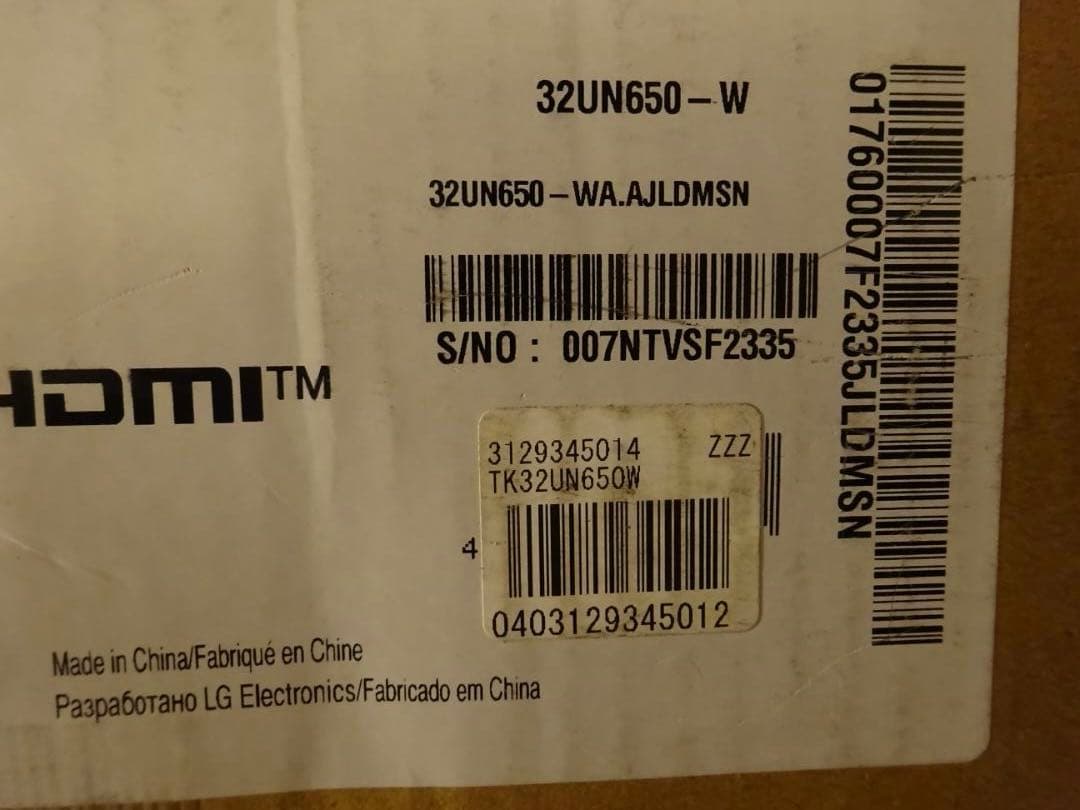 32UN650-W
32UN650-WA.AJLDMSN
S/NO : 007NTVSF2335
01760007F2335JLDMSN
HDMI™
3129345014 ZZZ
TK32UN650W
4
0403129345012
Made in China/Fabriqué en Chine
Разработано LG Electronics/Fabricado em China